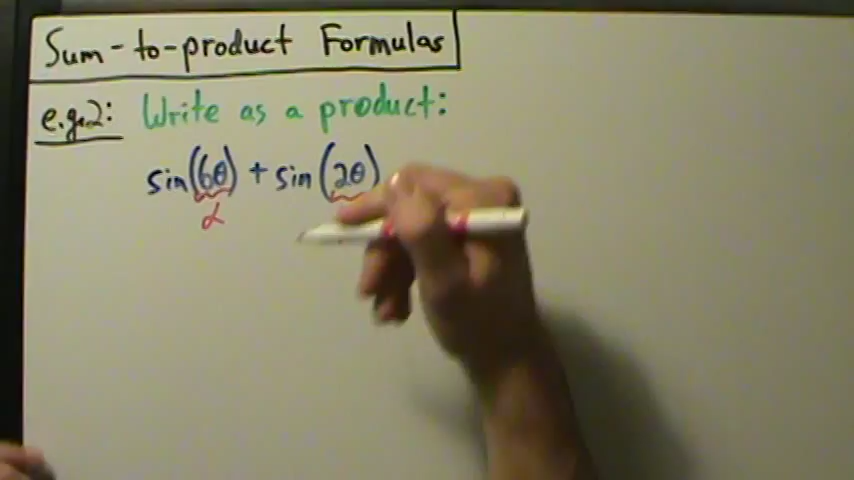 Sum-to-product Formulas
e.g.2: Write as a product:
sin(6θ) + sin(2θ)
α